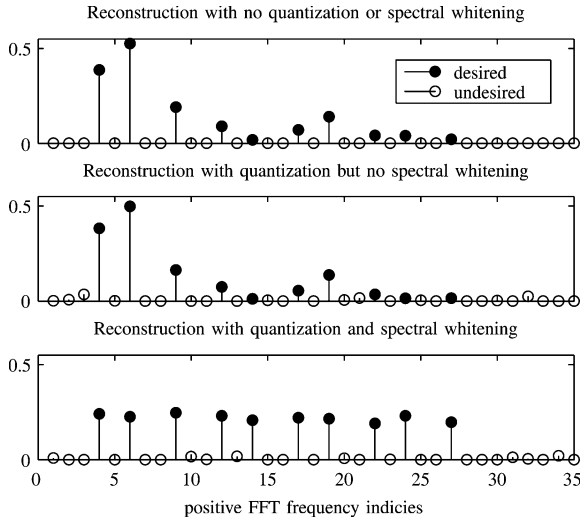 Reconstruction with no quantization or spectral whitening
0.5
desired
undesired
0
Reconstruction with quantization but no spectral whitening
0.5
0
Reconstruction with quantization and spectral whitening
0.5
0
0 5 10 15 20 25 30 35
positive FFT frequency indicies